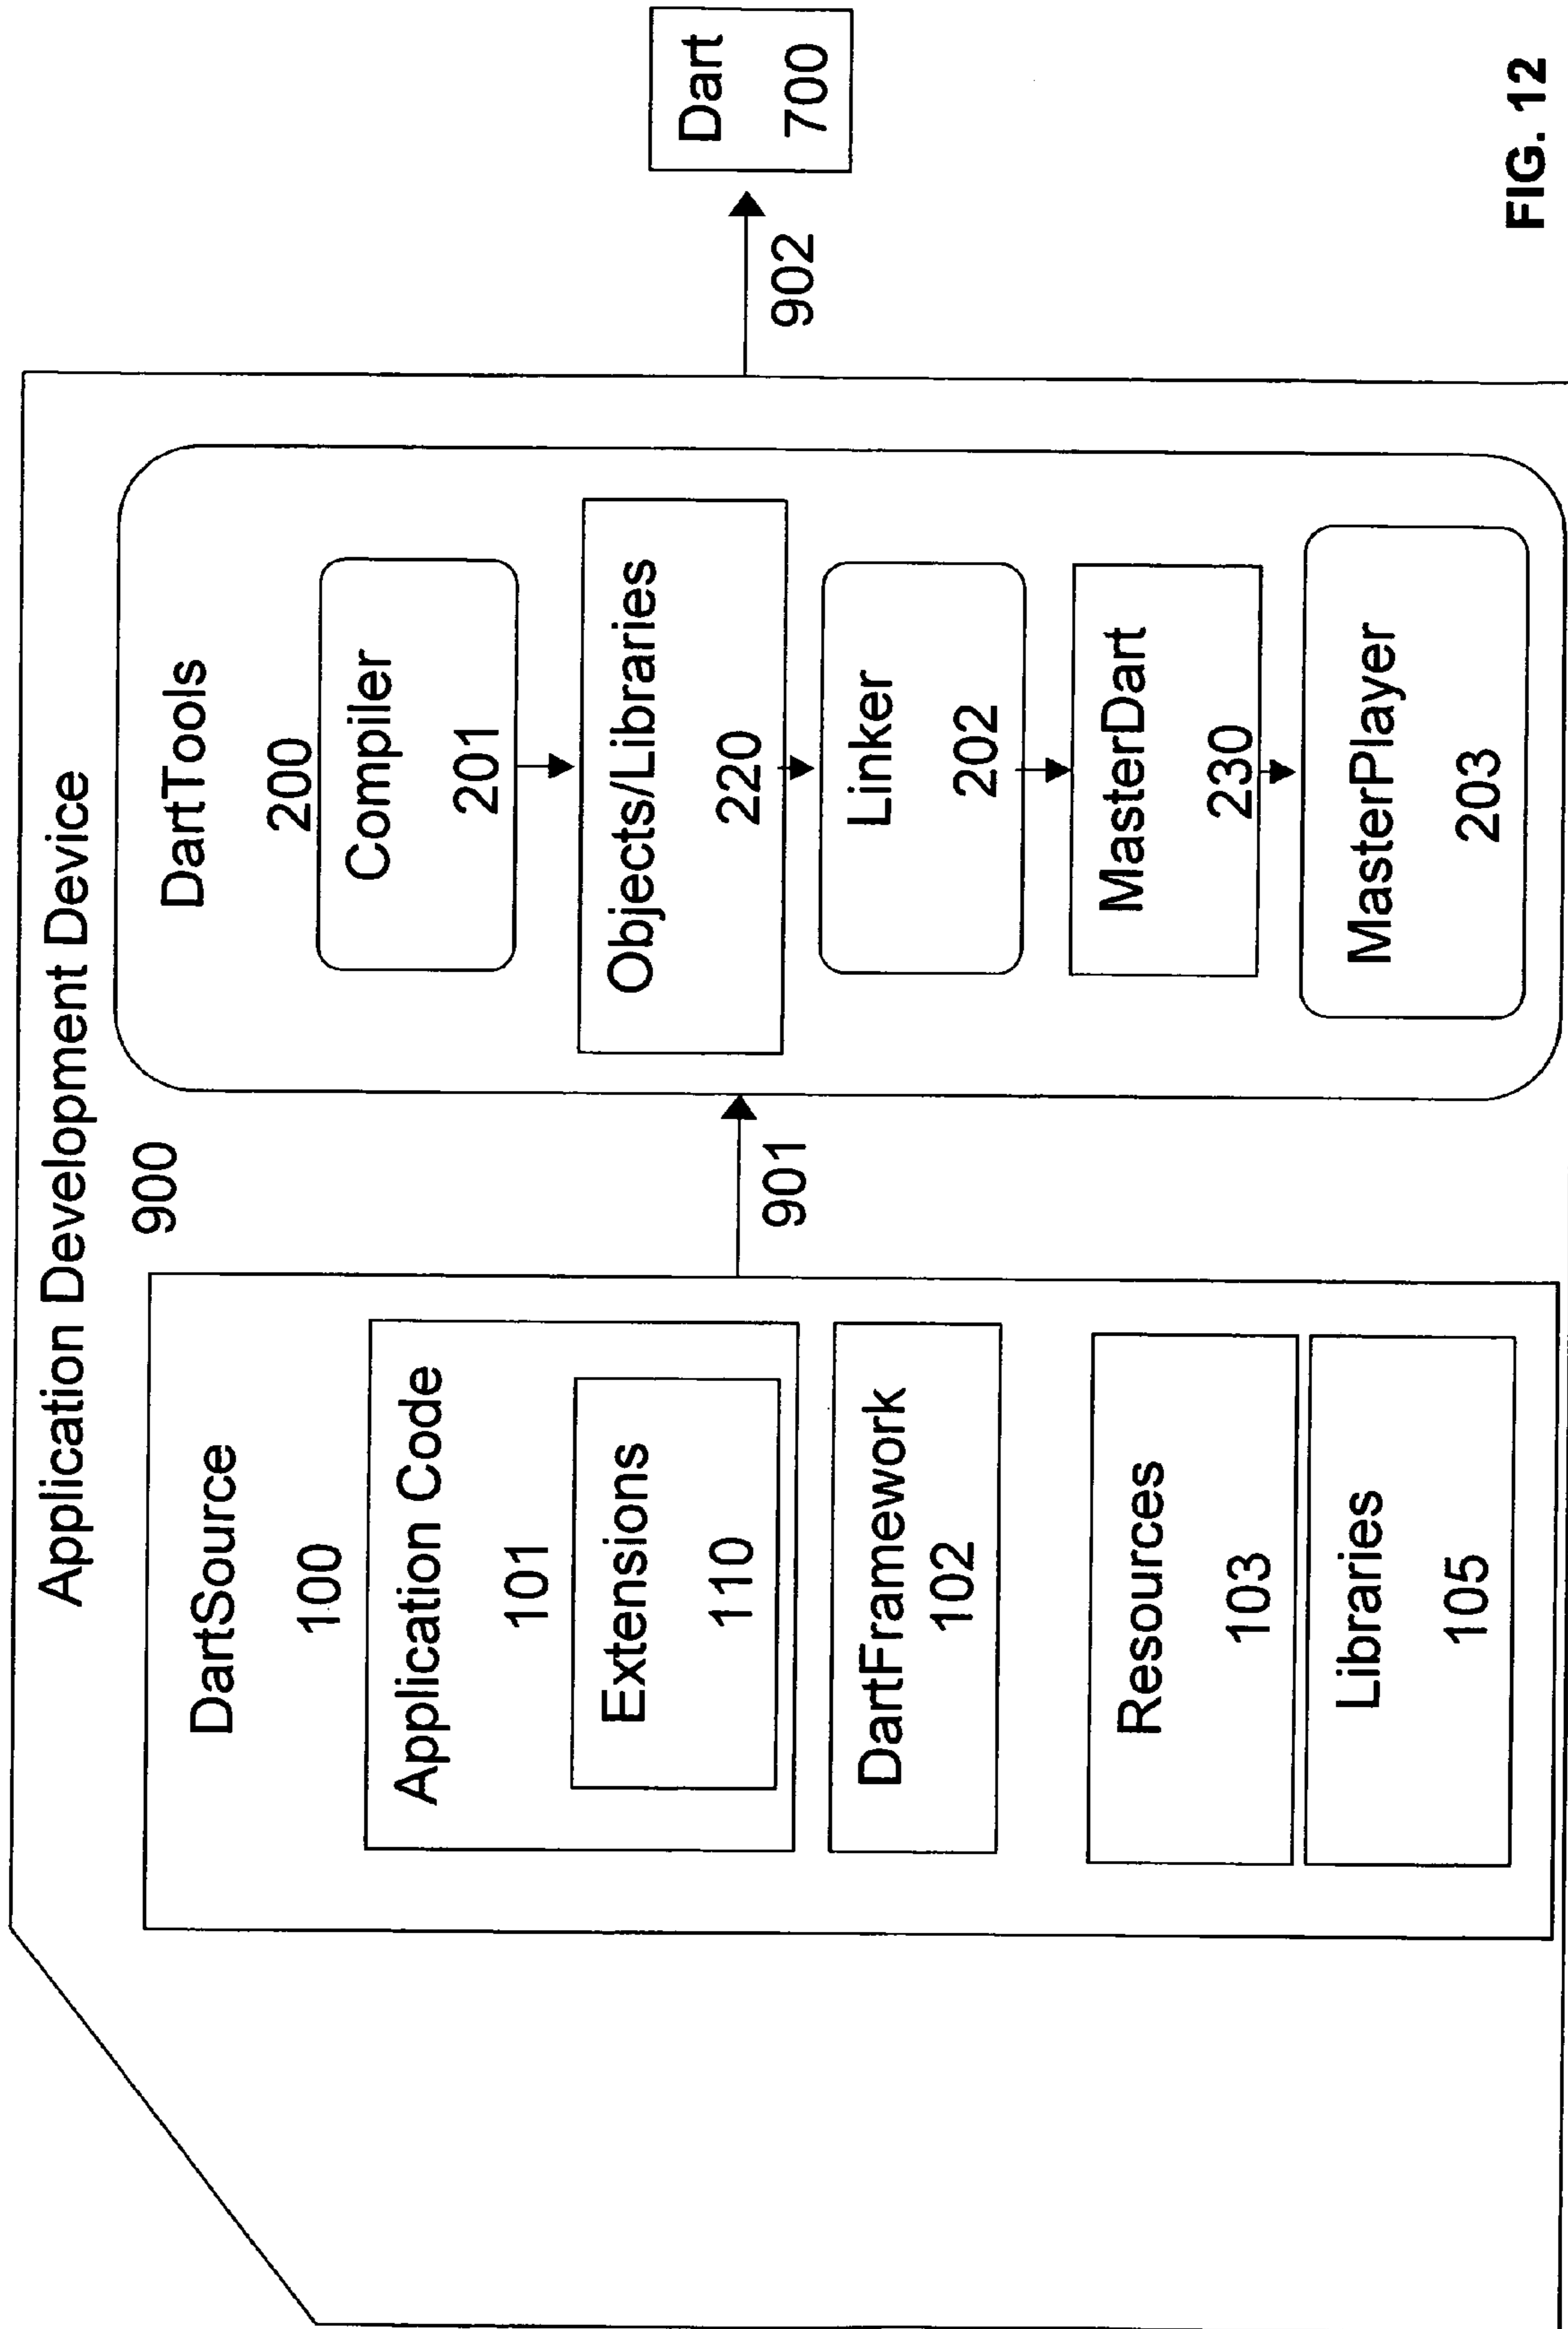 Application Development Device
900
DartSource
100
Application Code
101
Extensions
110
DartFramework
102
Resources
103
Libraries
105
901
DartTools
200
Compiler
201
Objects/Libraries
220
Linker
202
MasterDart
230
MasterPlayer
203
902
Dart
700
FIG. 12